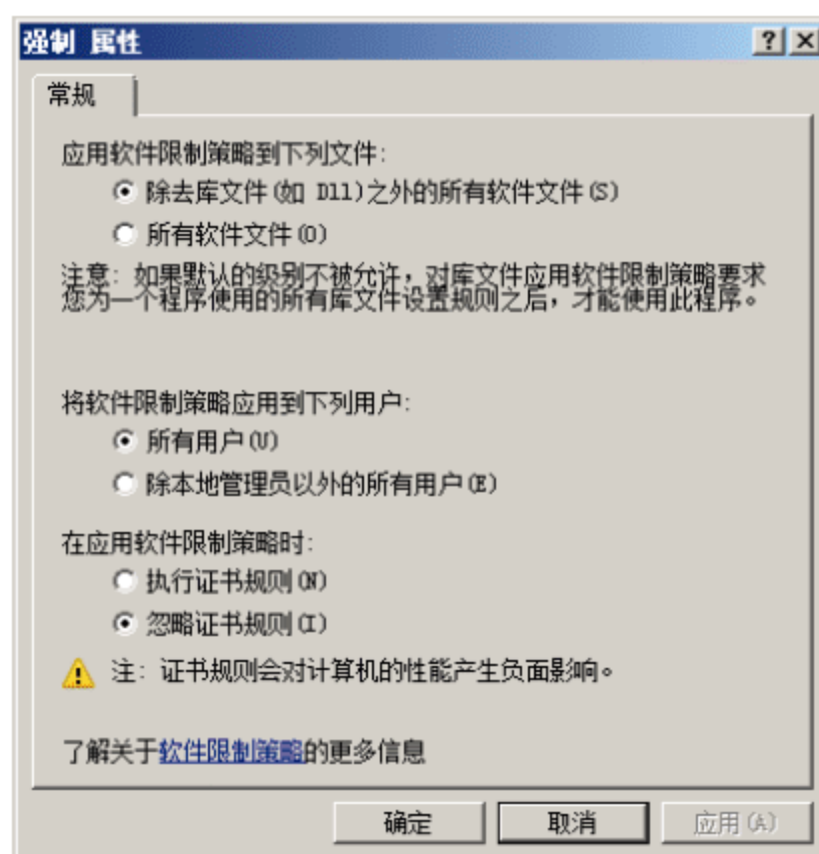 强制 属性
常规
应用软件限制策略到下列文件:
除去库文件(如 Dll)之外的所有软件文件(S)
所有软件文件(O)
注意: 如果默认的级别不被允许，对库文件应用软件限制策略要求
您为一个程序使用的所有库文件设置规则之后，才能使用此程序。
将软件限制策略应用到下列用户:
所有用户(U)
除本地管理员以外的所有用户(E)
在应用软件限制策略时:
执行证书规则(N)
忽略证书规则(I)
注: 证书规则会对计算机的性能产生负面影响。
了解关于软件限制策略的更多信息
确定
取消
应用(A)